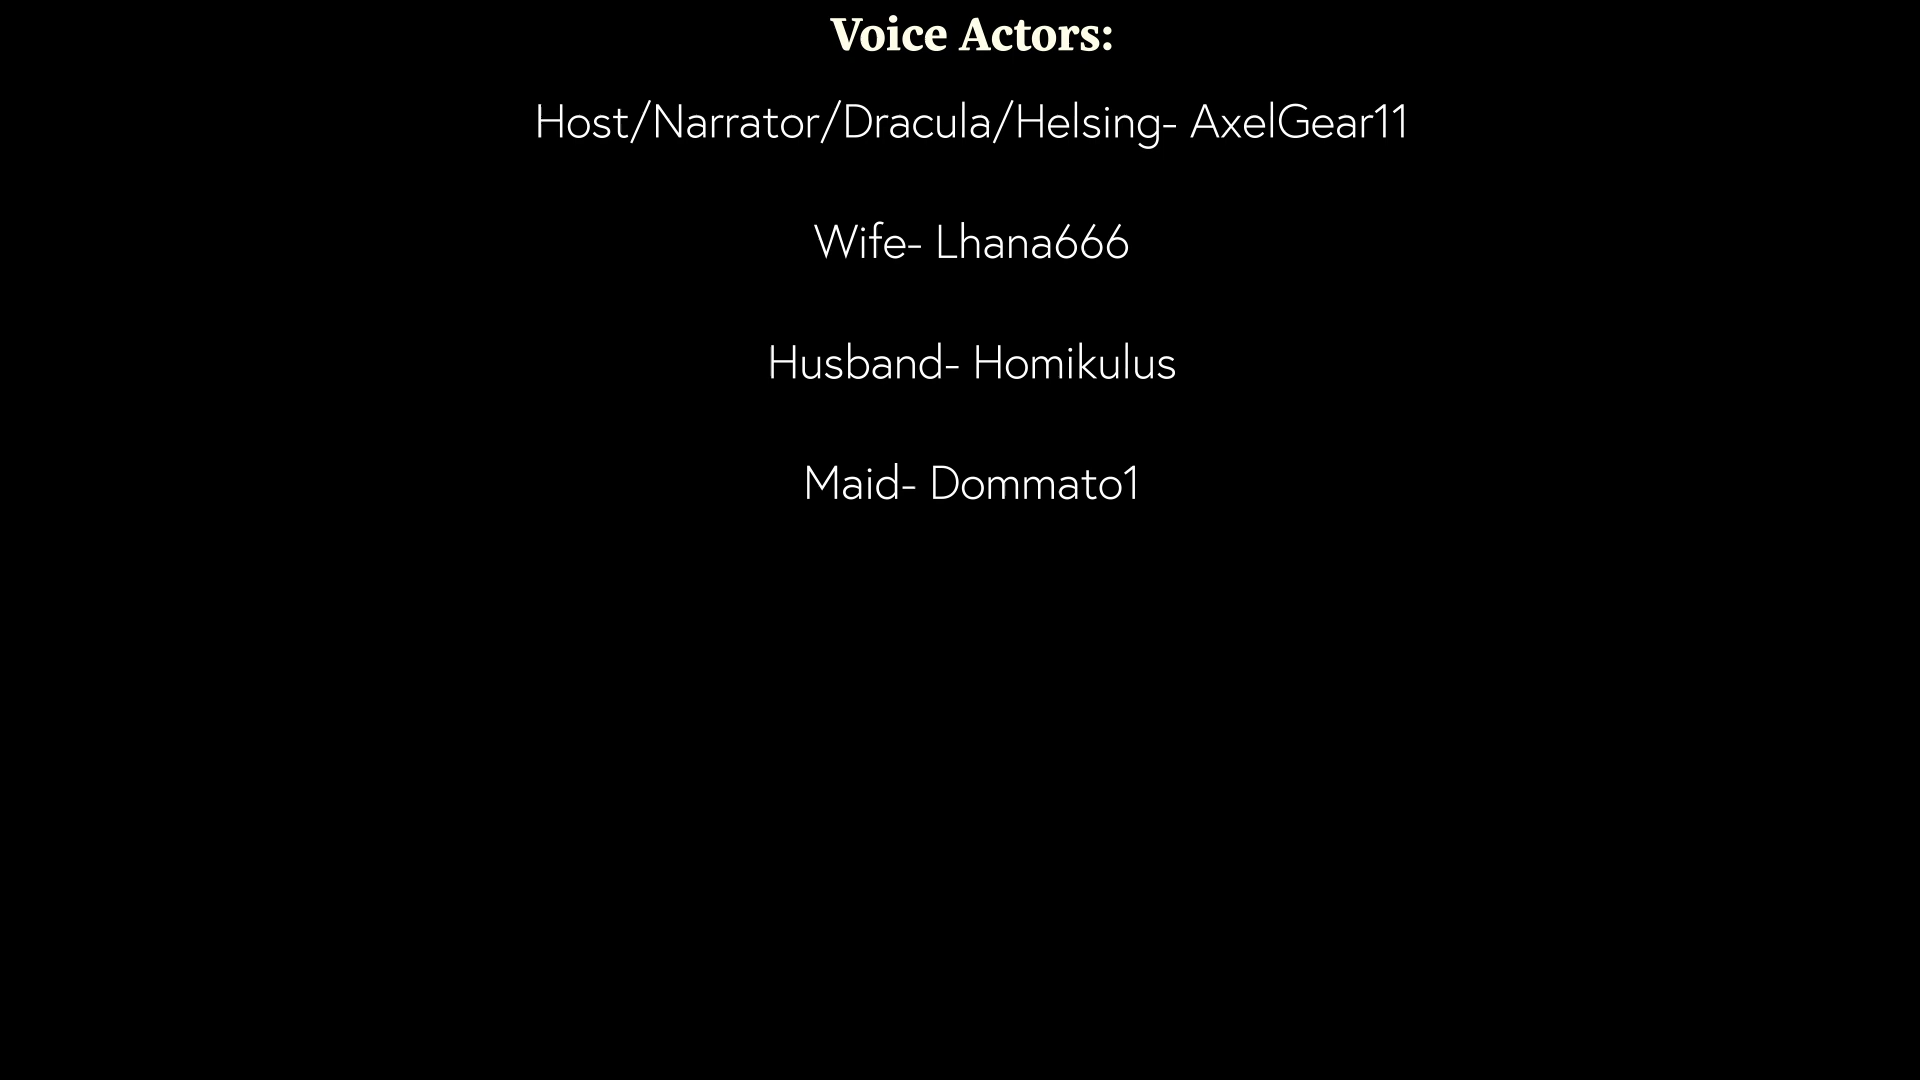 Voice Actors:
Host/Narrator/Dracula/Helsing- AxelGear11
Wife- Lhana666
Husband- Homikulus
Maid- Dommato1